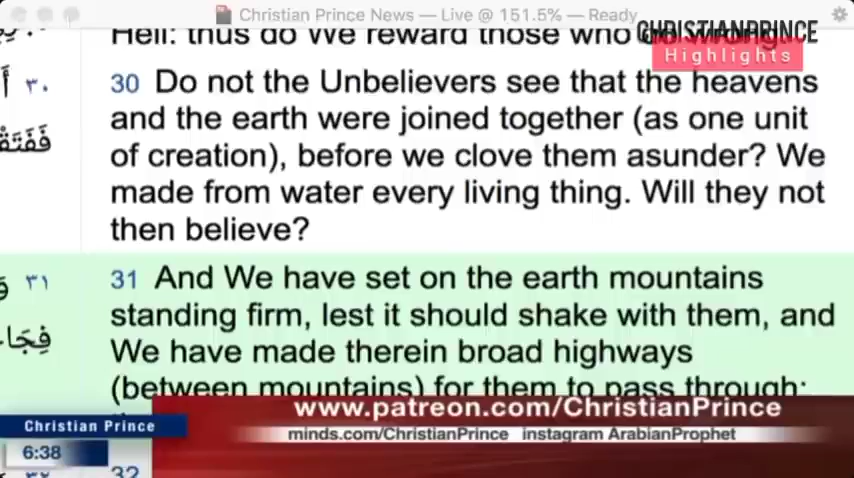 Christian Prince News — Live @ 151.5% — Ready
CHRISTIANPRINCE
Highlights
Hell: thus do We reward those who do wrong.
٣٠
30 Do not the Unbelievers see that the heavens
and the earth were joined together (as one unit
of creation), before we clove them asunder? We
made from water every living thing. Will they not
then believe?
٣١
31 And We have set on the earth mountains
standing firm, lest it should shake with them, and
We have made therein broad highways
(between mountains) for them to pass through:
www.patreon.com/ChristianPrince
Christian Prince
minds.com/ChristianPrince instagram ArabianProphet
6:38
32